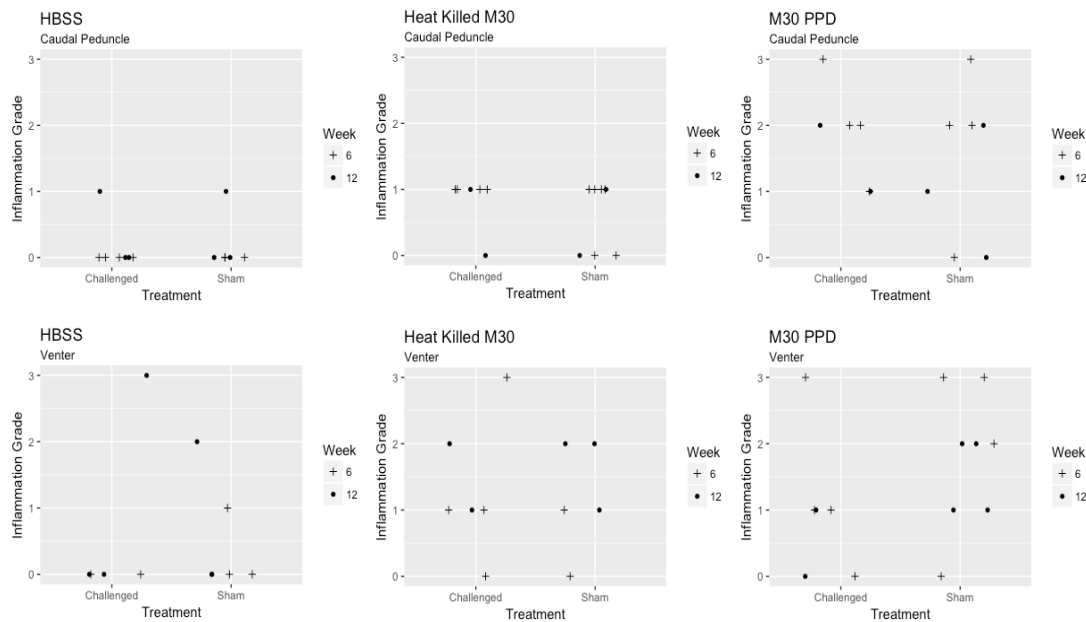 HBSS
Caudal Peduncle
3
2
1
0
Inflammation Grade
Challenged
Sham
Treatment
Week
6
12
Heat Killed M30
Caudal Peduncle
3
2
1
0
Inflammation Grade
Challenged
Sham
Treatment
Week
6
12
M30 PPD
Caudal Peduncle
3
2
1
0
Inflammation Grade
Challenged
Sham
Treatment
Week
6
12
HBSS
Venter
3
2
1
0
Inflammation Grade
Challenged
Sham
Treatment
Week
6
12
Heat Killed M30
Venter
3
2
1
0
Inflammation Grade
Challenged
Sham
Treatment
Week
6
12
M30 PPD
Venter
3
2
1
0
Inflammation Grade
Challenged
Sham
Treatment
Week
6
12